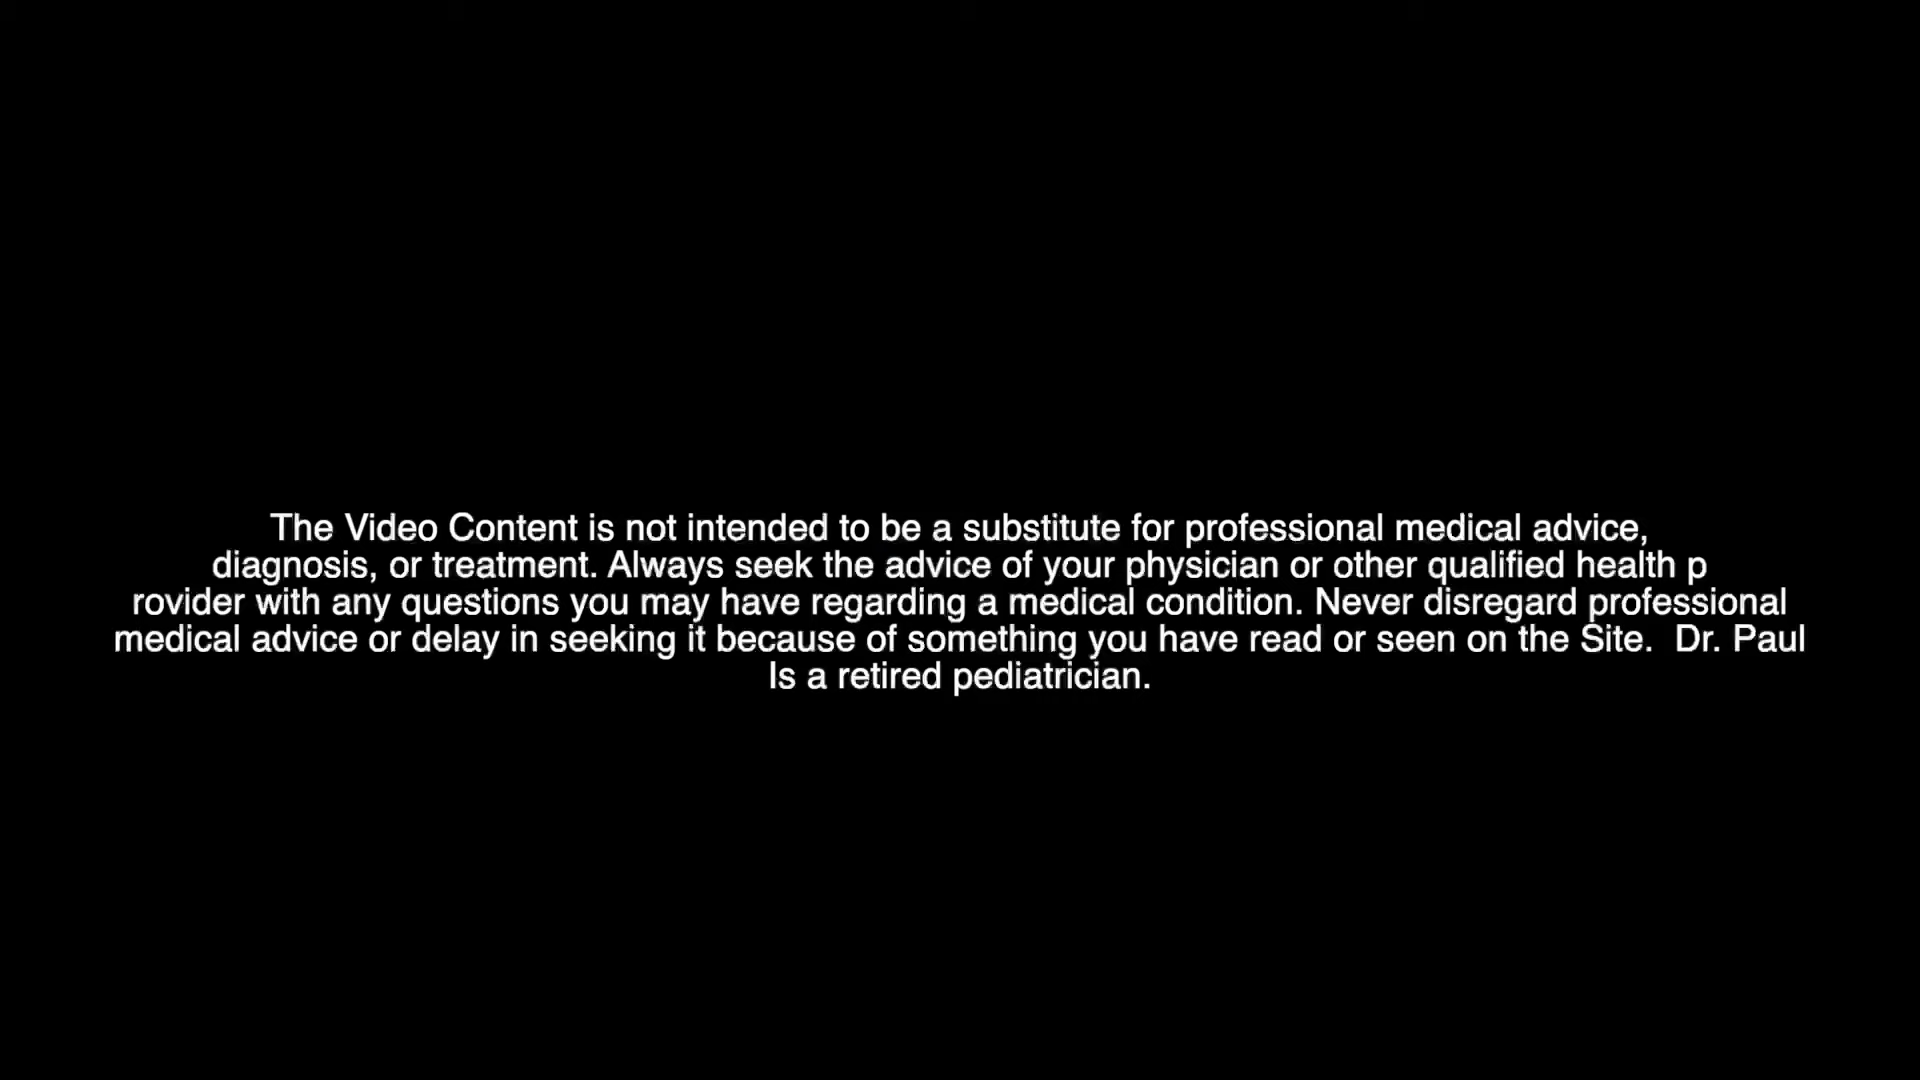 The Video Content is not intended to be a substitute for professional medical advice,
diagnosis, or treatment. Always seek the advice of your physician or other qualified health p
rovider with any questions you may have regarding a medical condition. Never disregard professional
medical advice or delay in seeking it because of something you have read or seen on the Site.  Dr. Paul
Is a retired pediatrician.